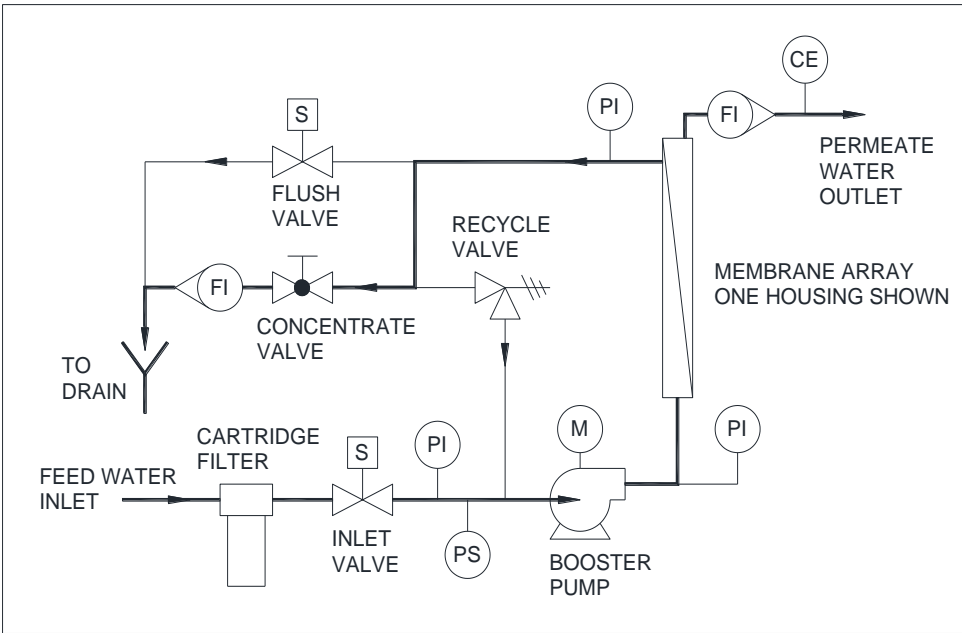 CE
PI
FI
S
PERMEATE
WATER
OUTLET
FLUSH
VALVE
RECYCLE
VALVE
FI
MEMBRANE ARRAY
ONE HOUSING SHOWN
CONCENTRATE
VALVE
TO
DRAIN
CARTRIDGE
FILTER
S
PI
M
PI
FEED WATER
INLET
INLET
VALVE
PS
BOOSTER
PUMP